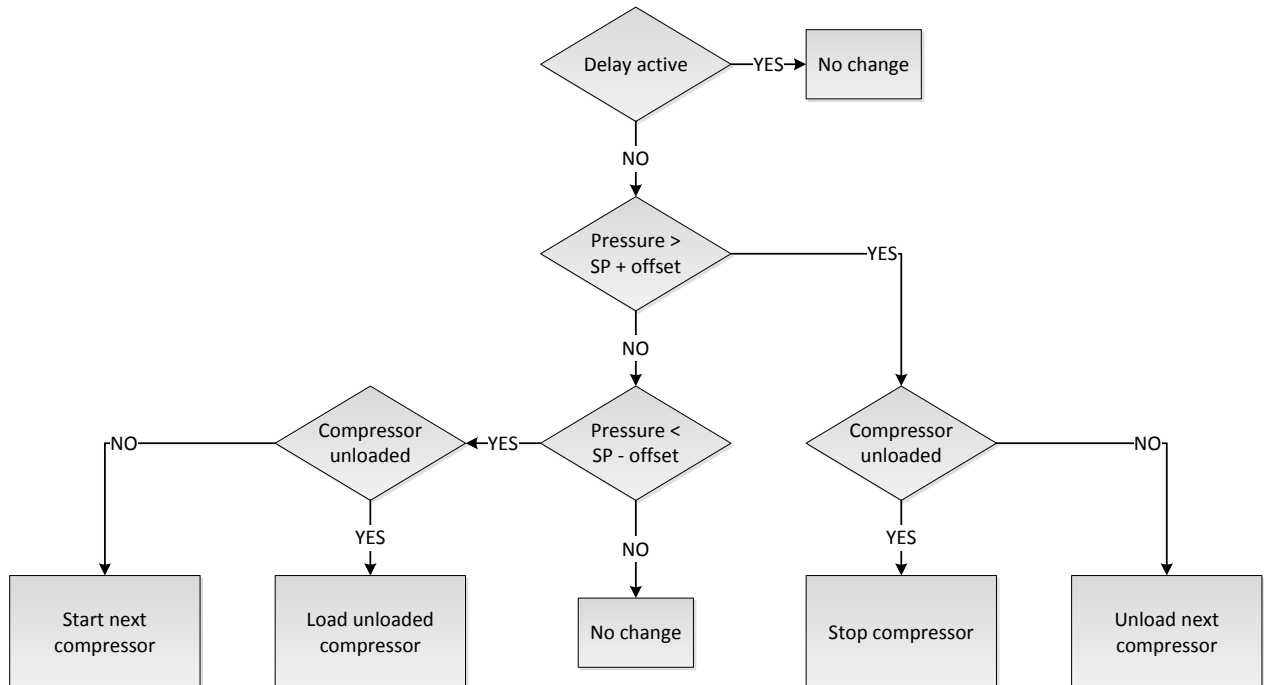 Delay active
YES
No change
NO
Pressure >
SP + offset
YES
NO
Compressor
unloaded
YES
Pressure <
SP - offset
Compressor
unloaded
NO
NO
YES
NO
YES
Start next
compressor
Load unloaded
compressor
No change
Stop compressor
Unload next
compressor